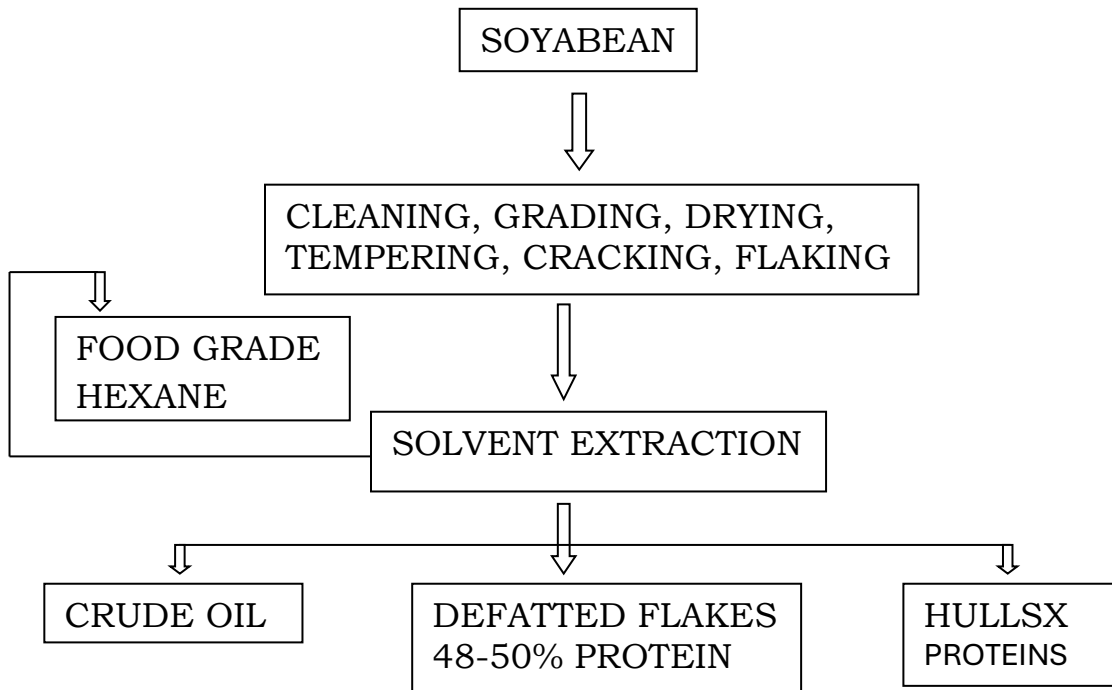 SOYABEAN
CLEANING, GRADING, DRYING,
TEMPERING, CRACKING, FLAKING
FOOD GRADE
HEXANE
SOLVENT EXTRACTION
CRUDE OIL
DEFATTED FLAKES
48-50% PROTEIN
HULLSX
PROTEINS